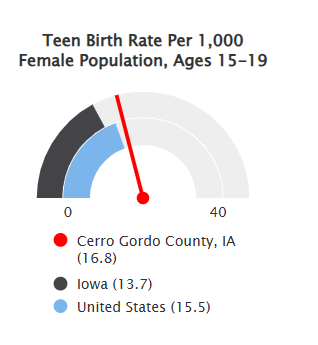 Teen Birth Rate Per 1,000
Female Population, Ages 15–19
0 40
Cerro Gordo County, IA
(16.8)
Iowa (13.7)
United States (15.5)